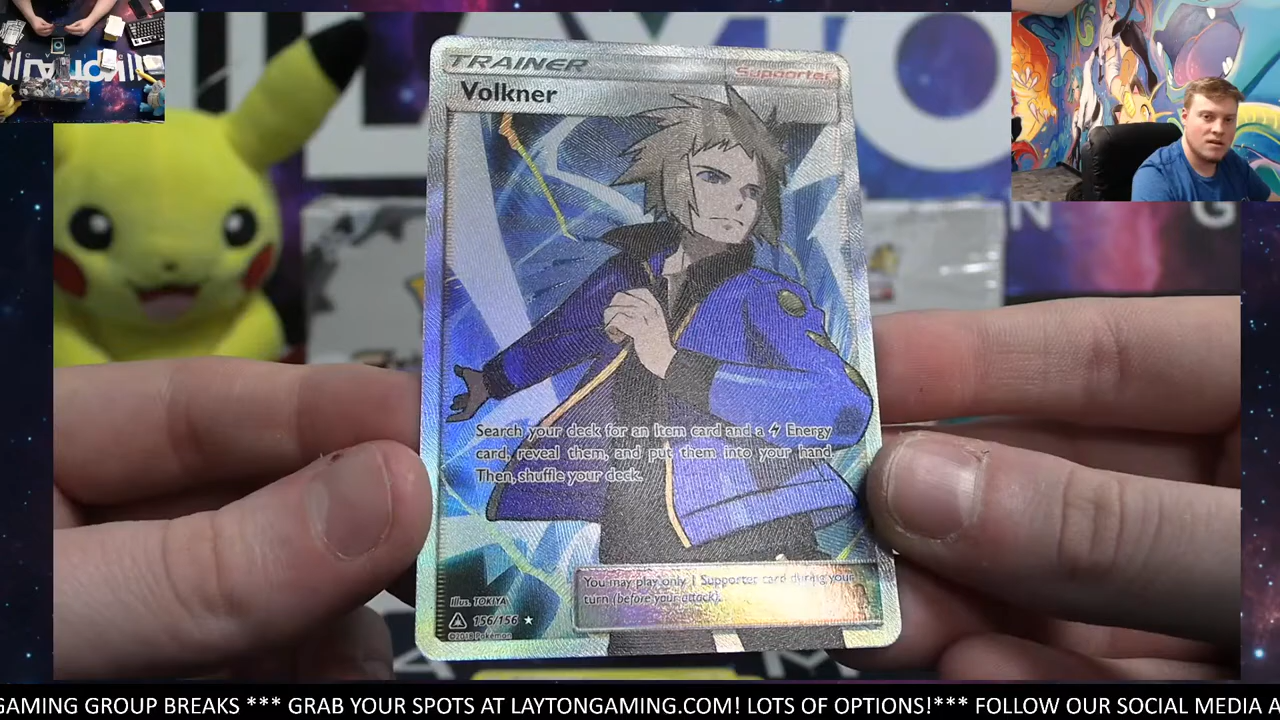 TRAINER
Supporter
Volkner
Search your deck for an Item card and a Energy
card, reveal them, and put them into your hand.
Then, shuffle your deck.
You may play only 1 Supporter card during your
turn (before your attack).
Illus. TOKIYA
156/156
©2018 Pokémon
GAMING GROUP BREAKS *** GRAB YOUR SPOTS AT LAYTONGAMING.COM! LOTS OF OPTIONS!*** FOLLOW OUR SOCIAL MEDIA A